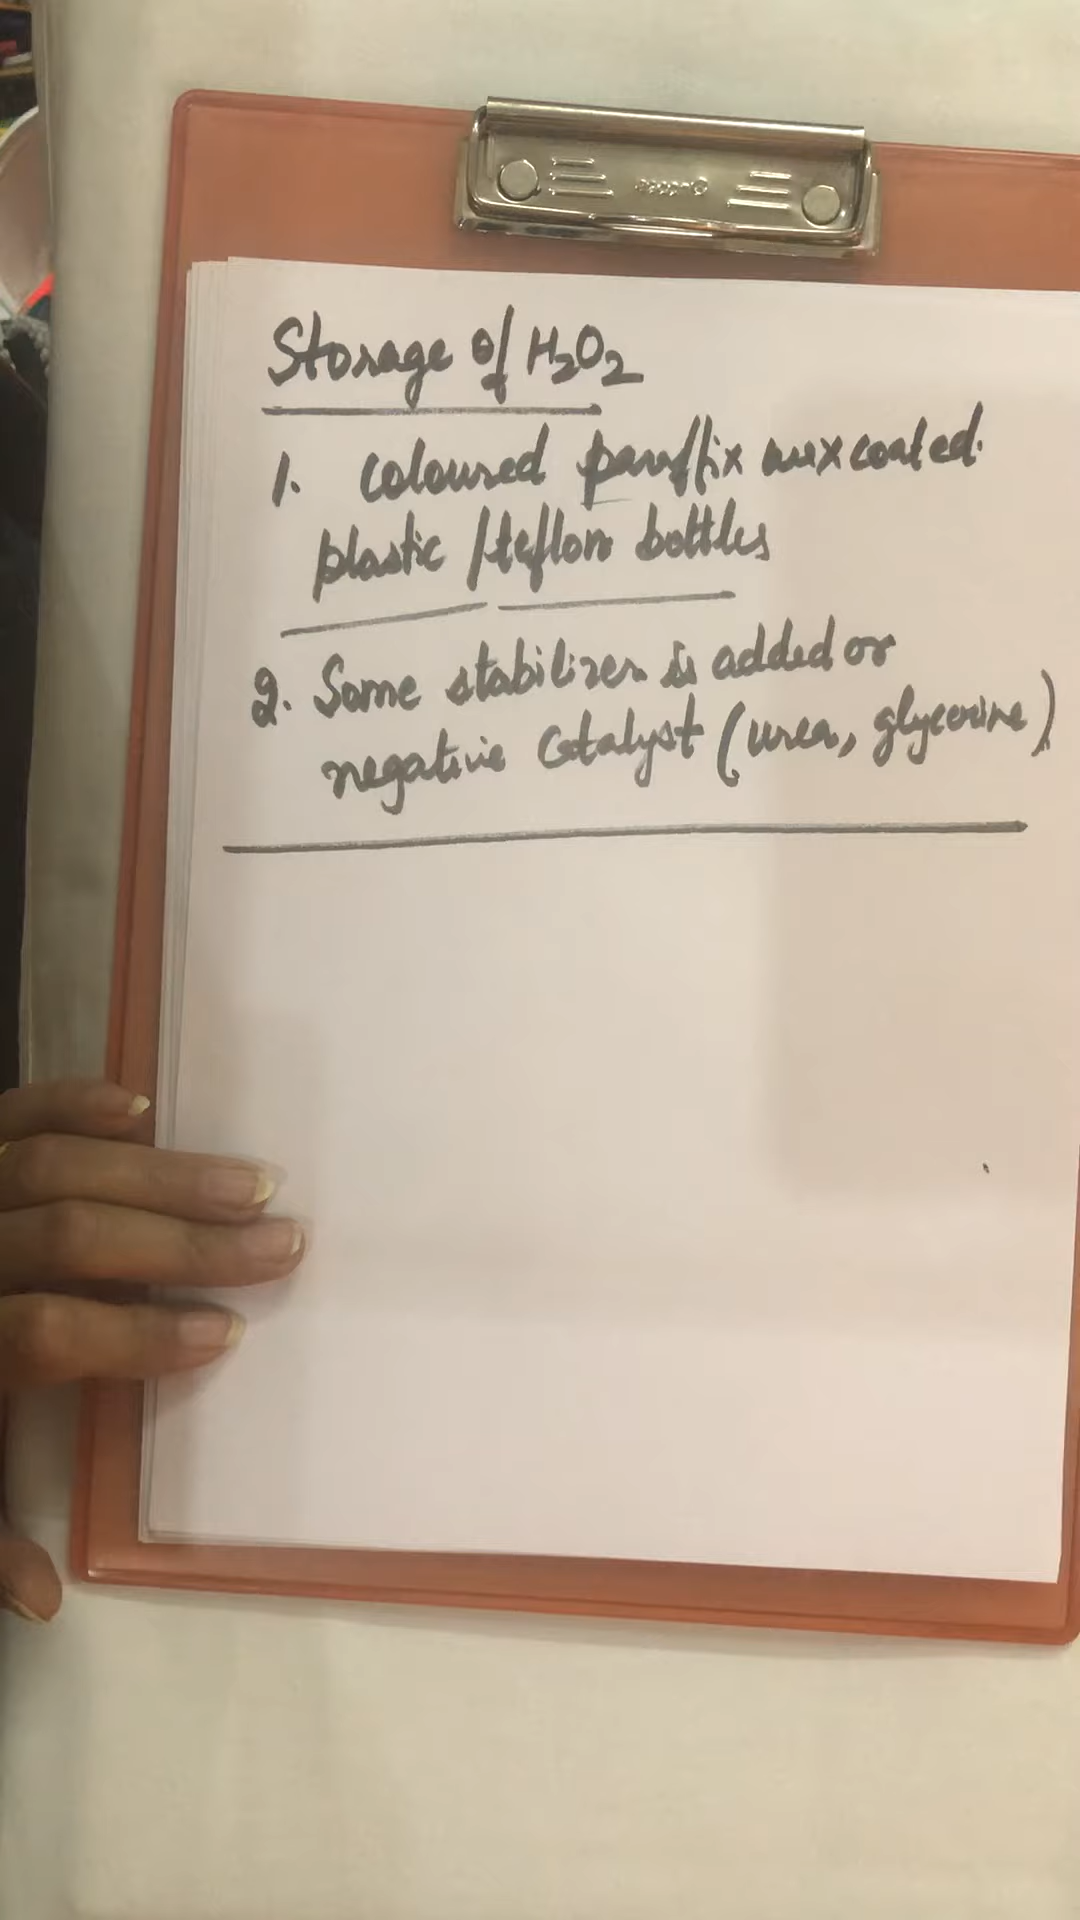 Storage of H₂O₂
1. coloured paraffix wax coated.
plastic / teflon bottles
2. Some stabilizer is added or
negative catalyst (urea, glycerine)